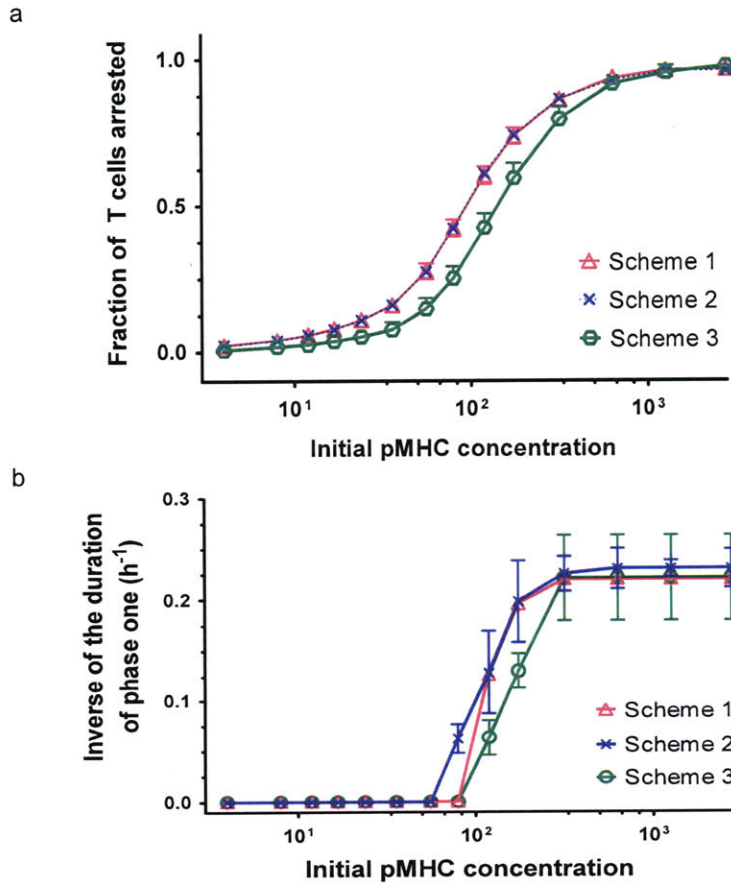 a
Fraction of T cells arrested
1.0
0.5
0.0
Scheme 1
Scheme 2
Scheme 3
10¹
10²
10³
Initial pMHC concentration
b
Inverse of the duration
of phase one (h⁻¹)
0.3
0.2
0.1
0.0
Scheme 1
Scheme 2
Scheme 3
10¹
10²
10³
Initial pMHC concentration